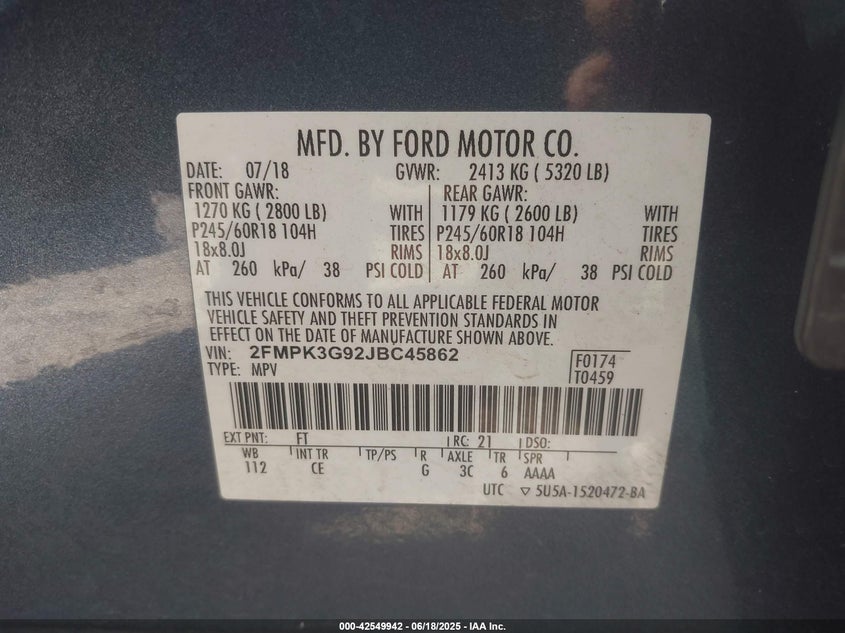 MFD. BY FORD MOTOR CO.
DATE: 07/18 GVWR: 2413 KG ( 5320 LB)
FRONT GAWR: REAR GAWR:
1270 KG ( 2800 LB) WITH 1179 KG ( 2600 LB) WITH
P245/60R18 104H TIRES P245/60R18 104H TIRES
18x8.0J RIMS 18x8.0J RIMS
AT 260 kPa/ 38 PSI COLD AT 260 kPa/ 38 PSI COLD
THIS VEHICLE CONFORMS TO ALL APPLICABLE FEDERAL MOTOR
VEHICLE SAFETY AND THEFT PREVENTION STANDARDS IN
EFFECT ON THE DATE OF MANUFACTURE SHOWN ABOVE.
VIN: 2FMPK3G92JBC45862 F0174
TYPE: MPV T0459
EXT PNT: FT RC: 21 DSO:
WB INT TR TP/PS R AXLE TR SPR
112 CE G 3C 6 AAAA
UTC ▽ 5U5A-1520472-BA
000-42549942 - 06/18/2025 - IAA Inc.